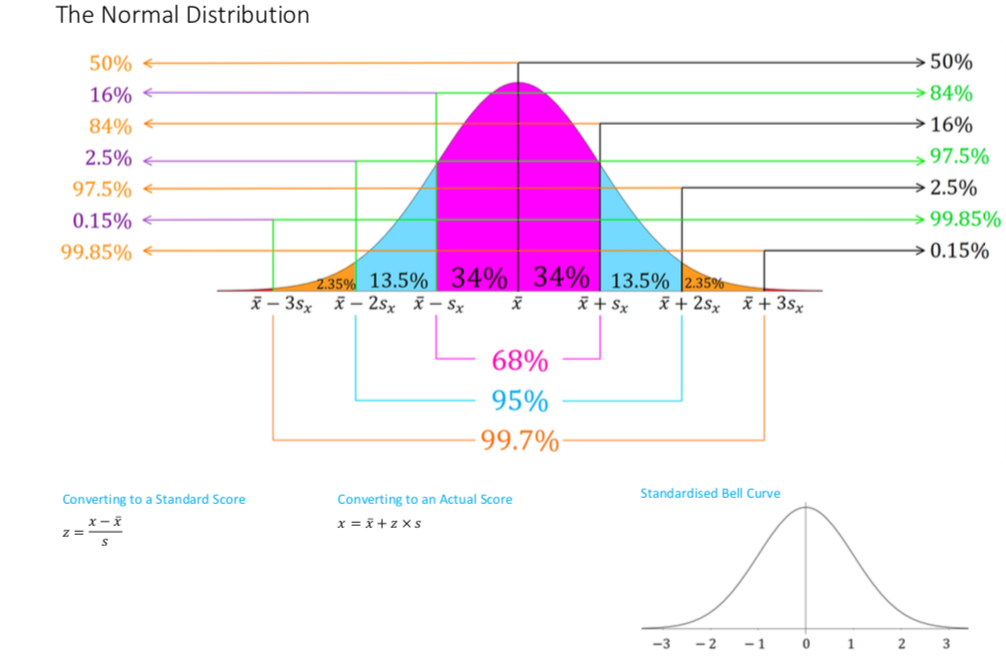 The Normal Distribution
50% 50%
16% 84%
84% 16%
2.5% 97.5%
97.5% 2.5%
0.15% 99.85%
99.85% 0.15%
2.35% 13.5% 34% 34% 13.5% 2.35%
x̄ − 3sₓ x̄ − 2sₓ x̄ − sₓ x̄ x̄ + sₓ x̄ + 2sₓ x̄ + 3sₓ
68%
95%
99.7%
Converting to a Standard Score
z = (x − x̄)/s
Converting to an Actual Score
x = x̄ + z × s
Standardised Bell Curve
−3 −2 −1 0 1 2 3